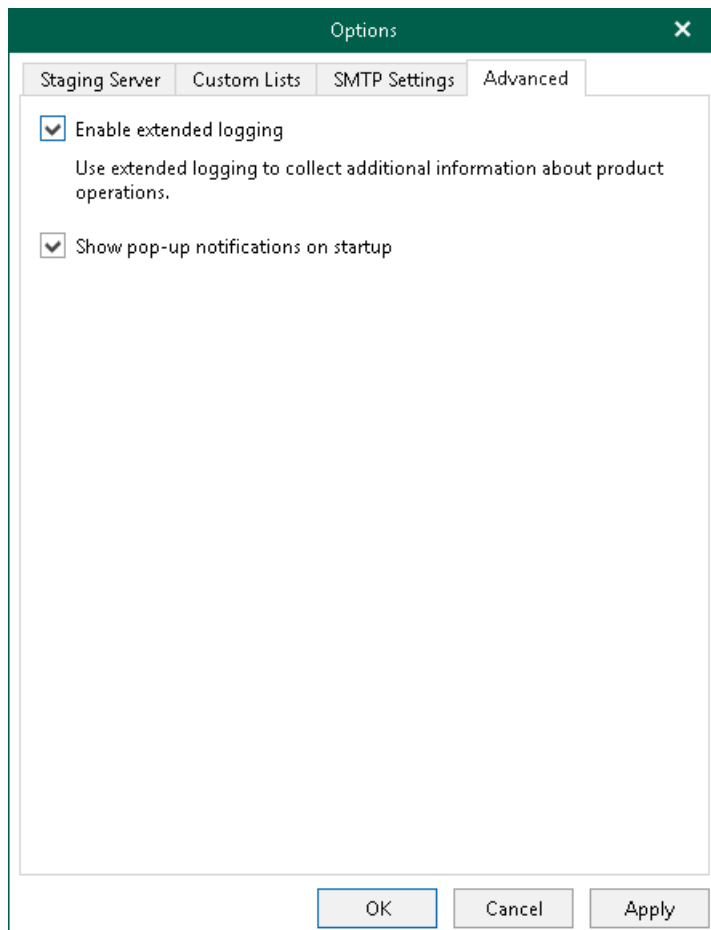 Options
Staging Server Custom Lists SMTP Settings Advanced
Enable extended logging
Use extended logging to collect additional information about product
operations.
Show pop-up notifications on startup
OK Cancel Apply